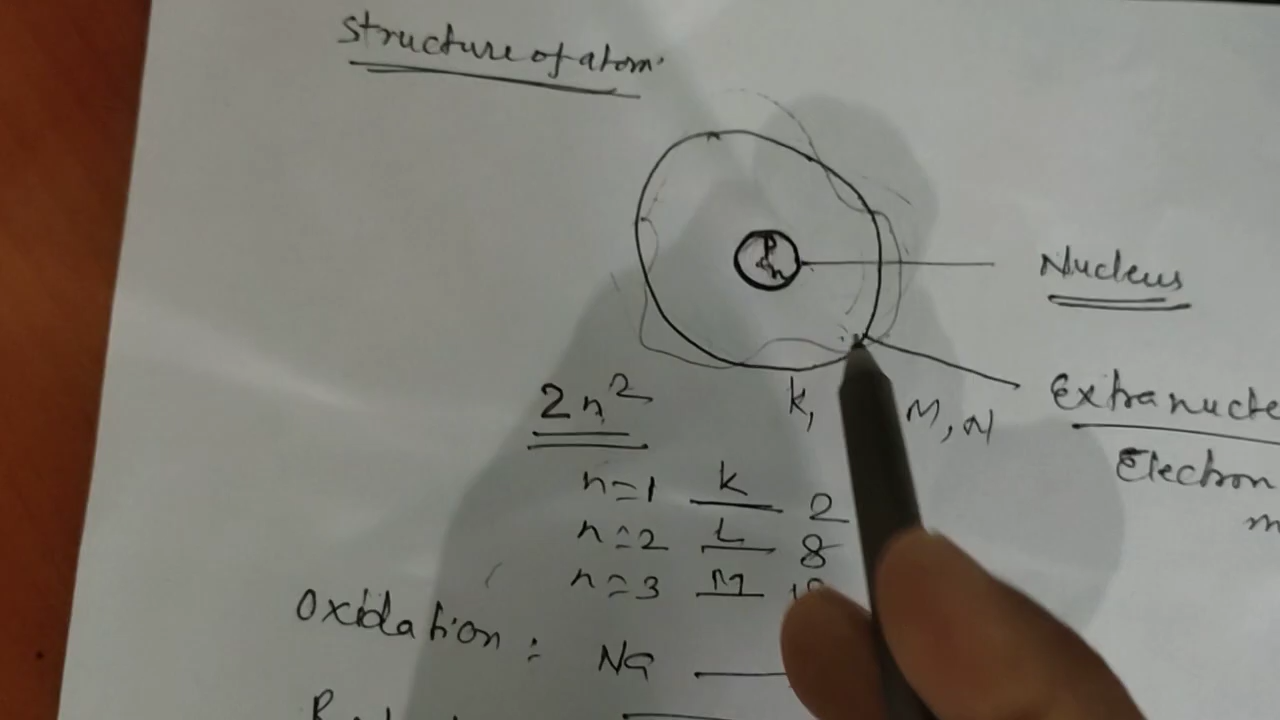 Structure of atom.
P
n
Nucleus
2n²
K, M, N
Extranucle
Electron
m
n=1 K 2
n=2 L 8
n=3 M
Oxidation : Na